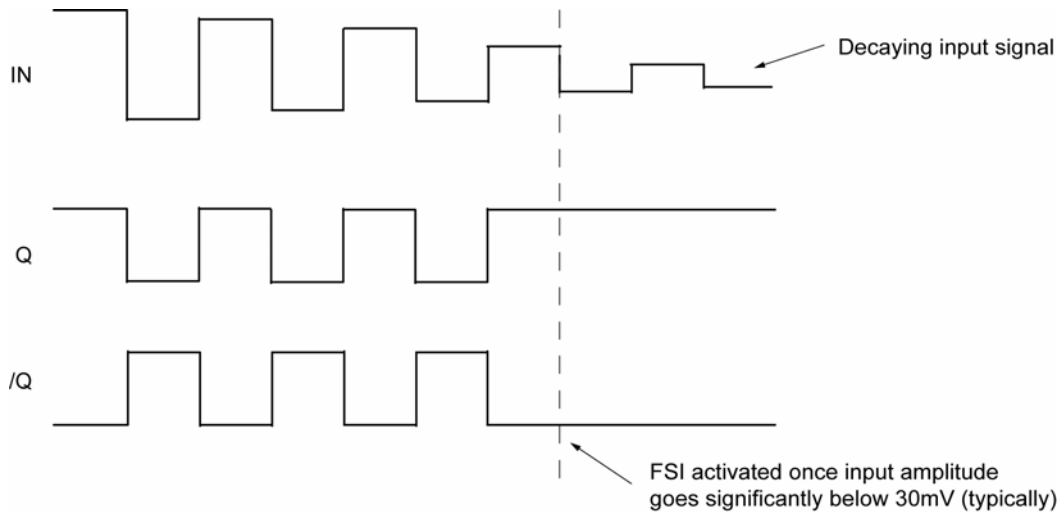 Decaying input signal
IN
Q
/Q
FSI activated once input amplitude
goes significantly below 30mV (typically)